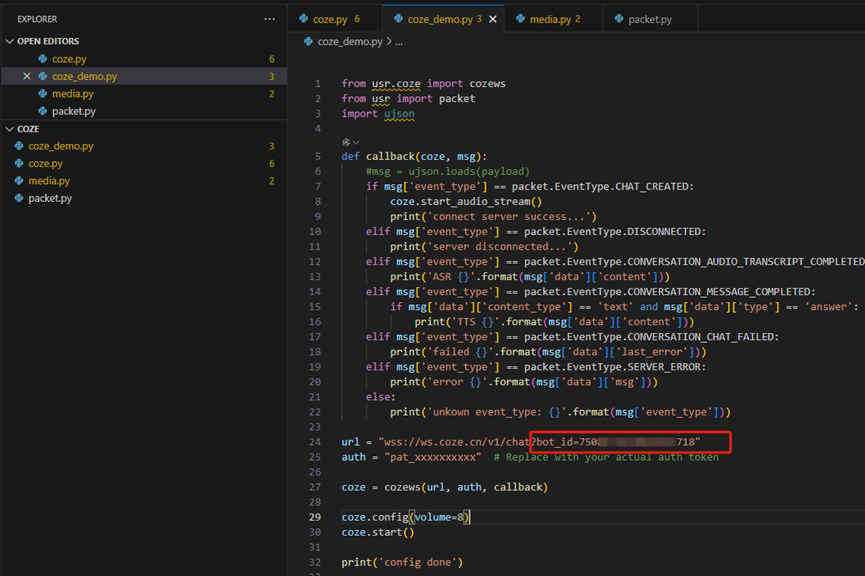 EXPLORER
···
OPEN EDITORS
coze.py 6
coze_demo.py 3
media.py 2
packet.py
COZE
coze_demo.py 3
coze.py 6
media.py 2
packet.py
coze.py 6
coze_demo.py 3
media.py 2
packet.py
coze_demo.py > ...
1 from usr.coze import cozews
2 from usr import packet
3 import ujson
4
5 def callback(coze, msg):
6 #msg = ujson.loads(payload)
7 if msg['event_type'] == packet.EventType.CHAT_CREATED:
8 coze.start_audio_stream()
9 print('connect server success...')
10 elif msg['event_type'] == packet.EventType.DISCONNECTED:
11 print('server disconnected...')
12 elif msg['event_type'] == packet.EventType.CONVERSATION_AUDIO_TRANSCRIPT_COMPLETED
13 print('ASR {}'.format(msg['data']['content']))
14 elif msg['event_type'] == packet.EventType.CONVERSATION_MESSAGE_COMPLETED:
15 if msg['data']['content_type'] == 'text' and msg['data']['type'] == 'answer':
16 print('TTS {}'.format(msg['data']['content']))
17 elif msg['event_type'] == packet.EventType.CONVERSATION_CHAT_FAILED:
18 print('failed {}'.format(msg['data']['last_error']))
19 elif msg['event_type'] == packet.EventType.SERVER_ERROR:
20 print('error {}'.format(msg['data']['msg']))
21 else:
22 print('unkown event_type: {}'.format(msg['event_type']))
23
24 url = "wss://ws.coze.cn/v1/chat?bot_id=750 718"
25 auth = "pat_xxxxxxxxxx" # Replace with your actual auth token
26
27 coze = cozews(url, auth, callback)
28
29 coze.config(volume=8)
30 coze.start()
31
32 print('config done')